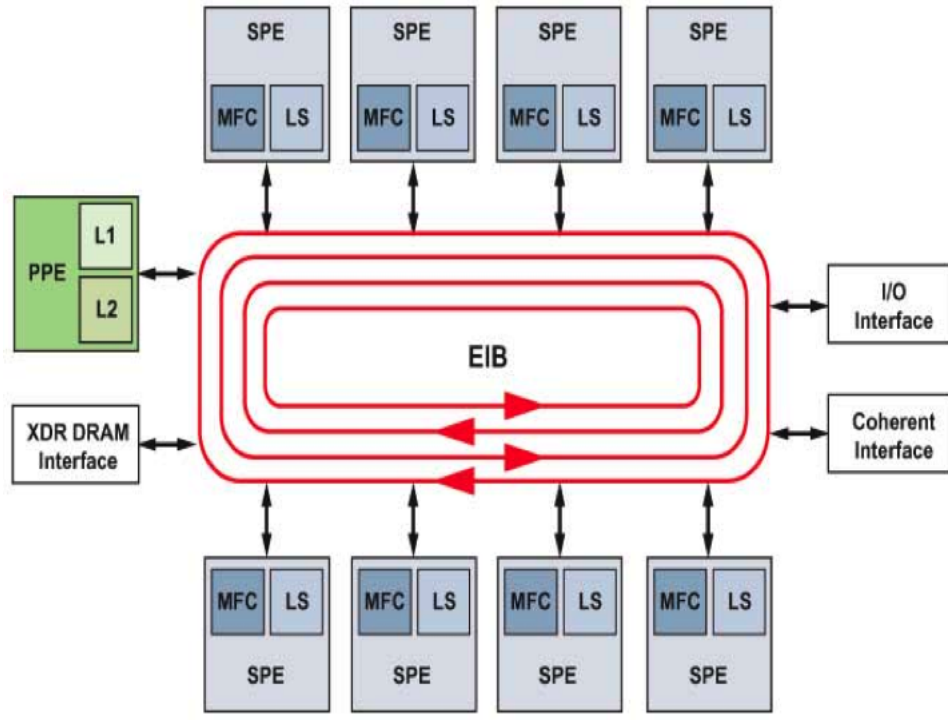 SPE SPE SPE SPE
MFC LS MFC LS MFC LS MFC LS
L1
PPE
L2
I/O
Interface
EIB
XDR DRAM
Interface
Coherent
Interface
MFC LS MFC LS MFC LS MFC LS
SPE SPE SPE SPE